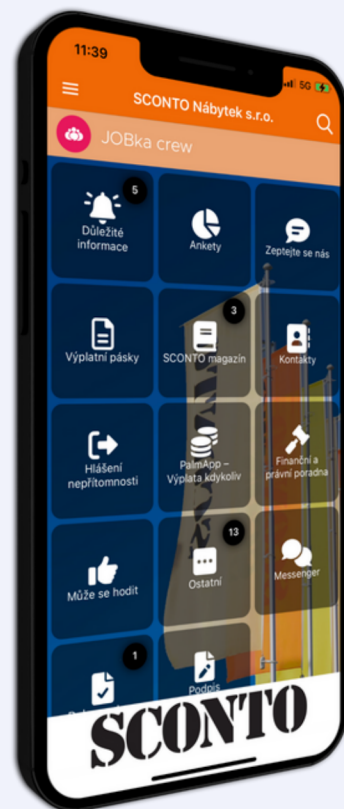 11:39
5G
SCONTO Nábytek s.r.o.
JOBka crew
5
Důležité
informace
Ankety
Zeptejte se nás
Výplatní pásky
3
SCONTO magazín
Kontakty
Hlášení
nepřítomnosti
PalmApp –
Výplata kdykoliv
Finanční a
právní poradna
Může se hodit
13
Ostatní
Messenger
1
Podpis
SCONTO